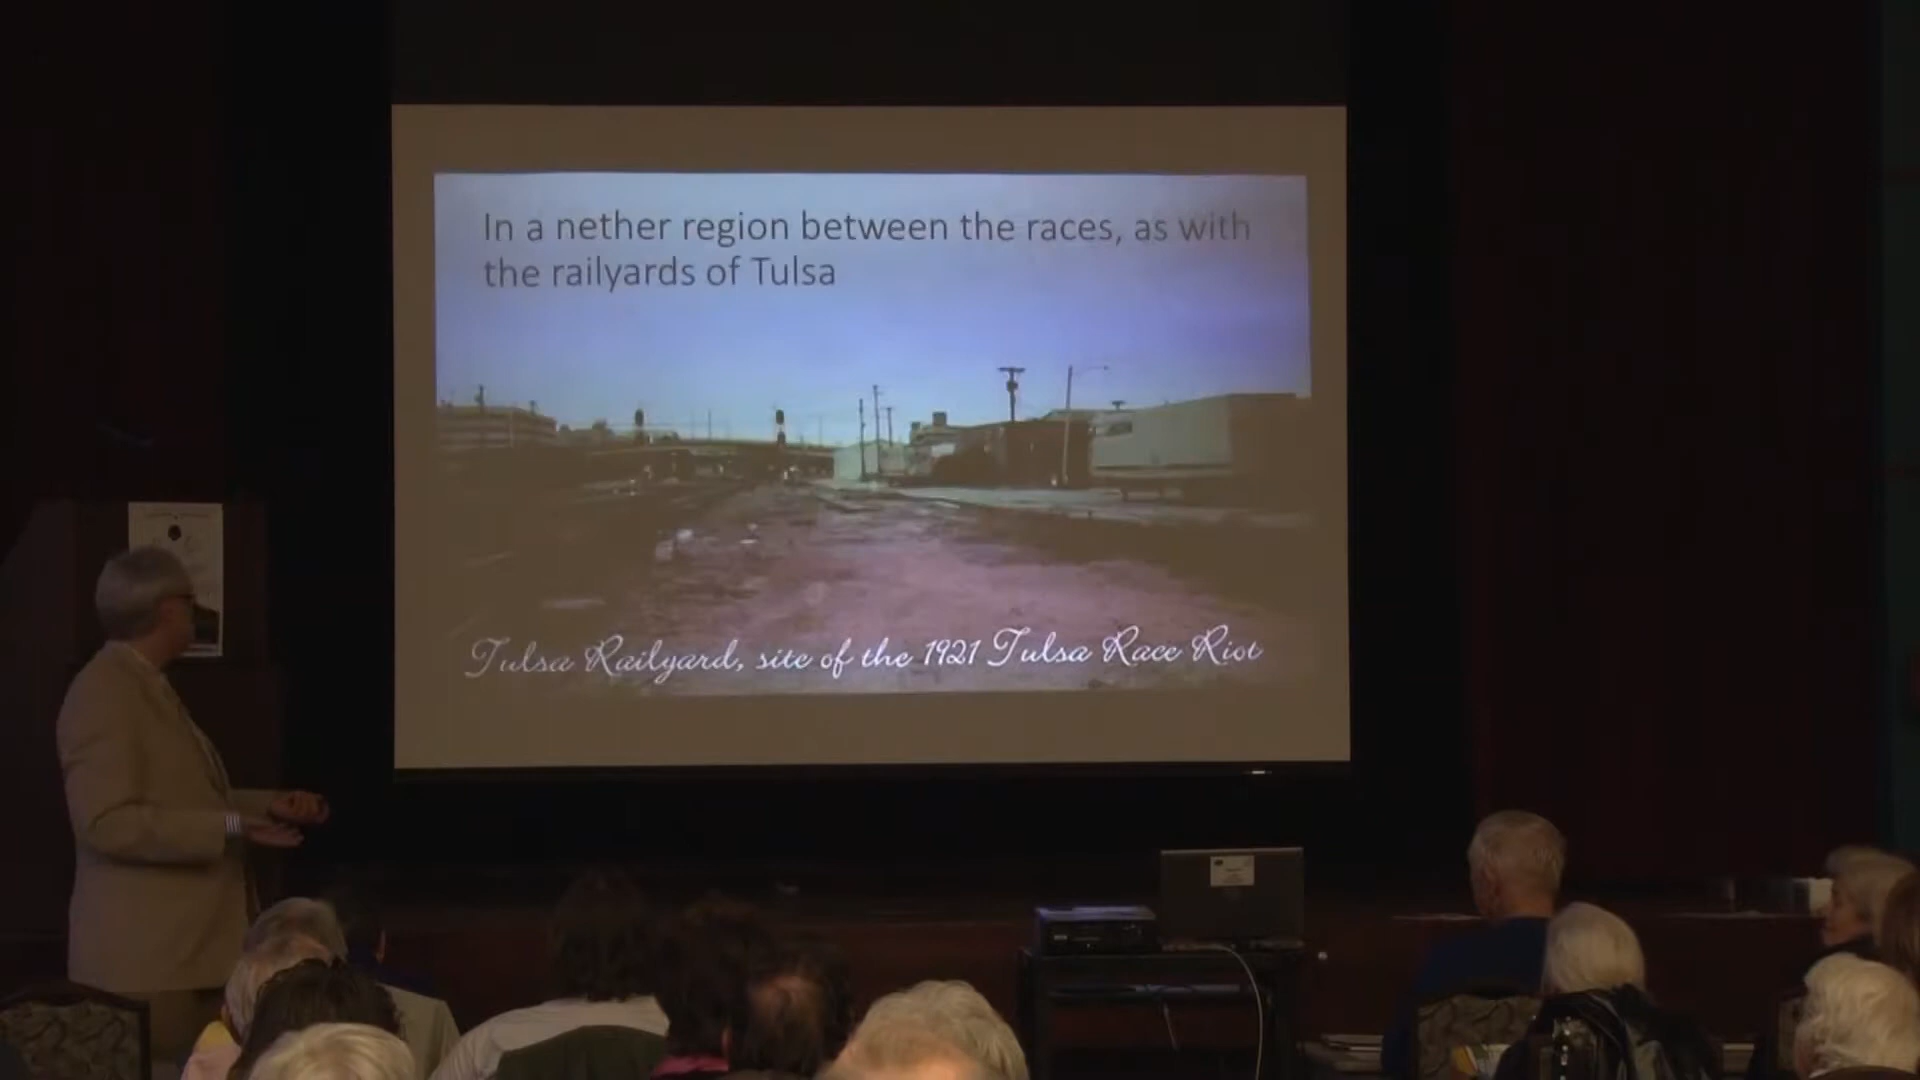 In a nether region between the races, as with
the railyards of Tulsa
Tulsa Railyard, site of the 1921 Tulsa Race Riot